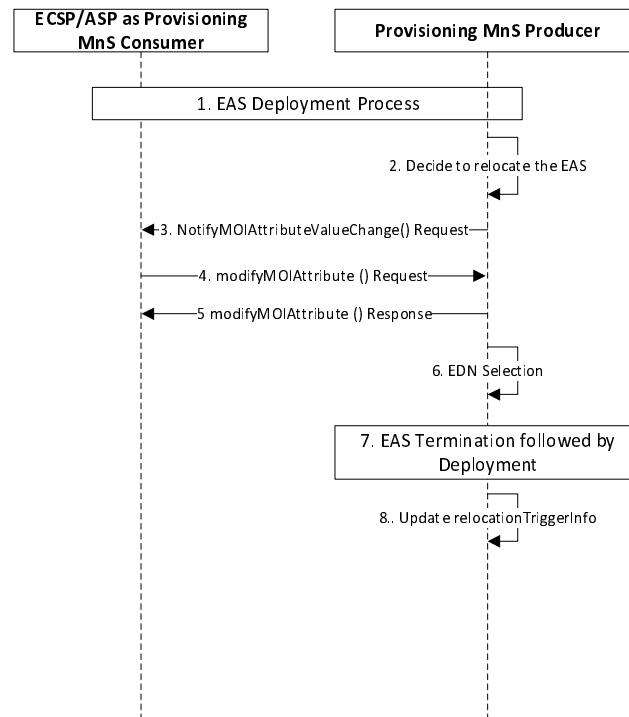 ECSP/ASP as Provisioning
MnS Consumer
Provisioning MnS Producer
1. EAS Deployment Process
2. Decide to relocate the EAS
3. NotifyMOIAttributeValueChange() Request
4. modifyMOIAttribute () Request
5 modifyMOIAttribute () Response
6. EDN Selection
7. EAS Termination followed by
Deployment
8.. Update relocationTriggerInfo